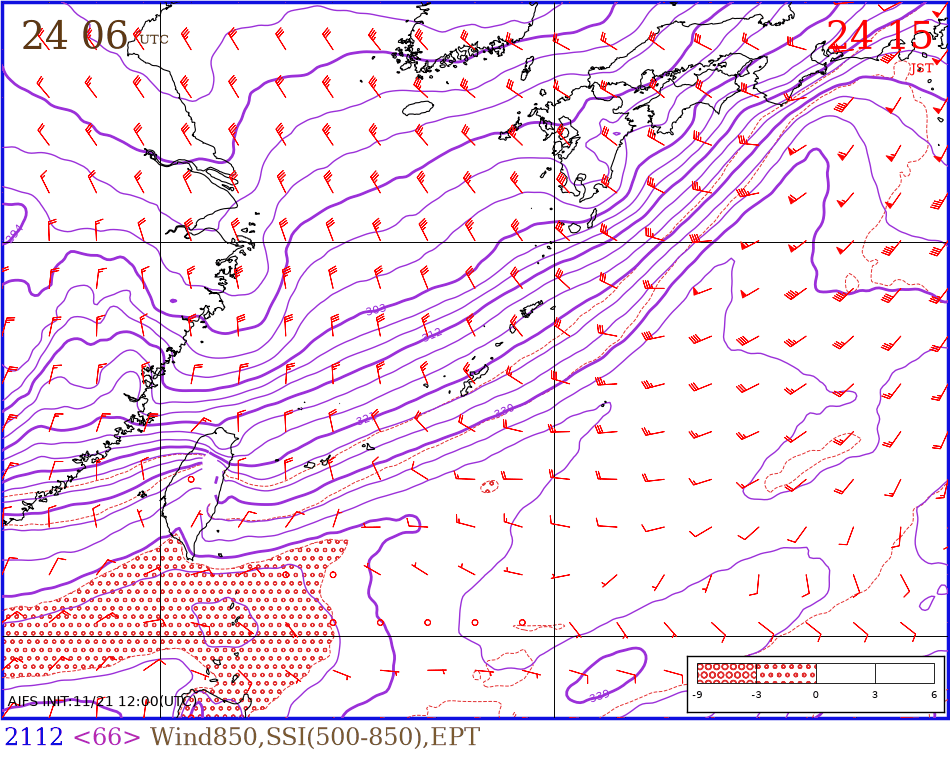 24 06 UTC
24 15 JST
294
303
312
321
330
339
-9 -3 0 3 6
AIFS INIT:11/21 12:00(UTC)
2112 <66> Wind850,SSI(500-850),EPT